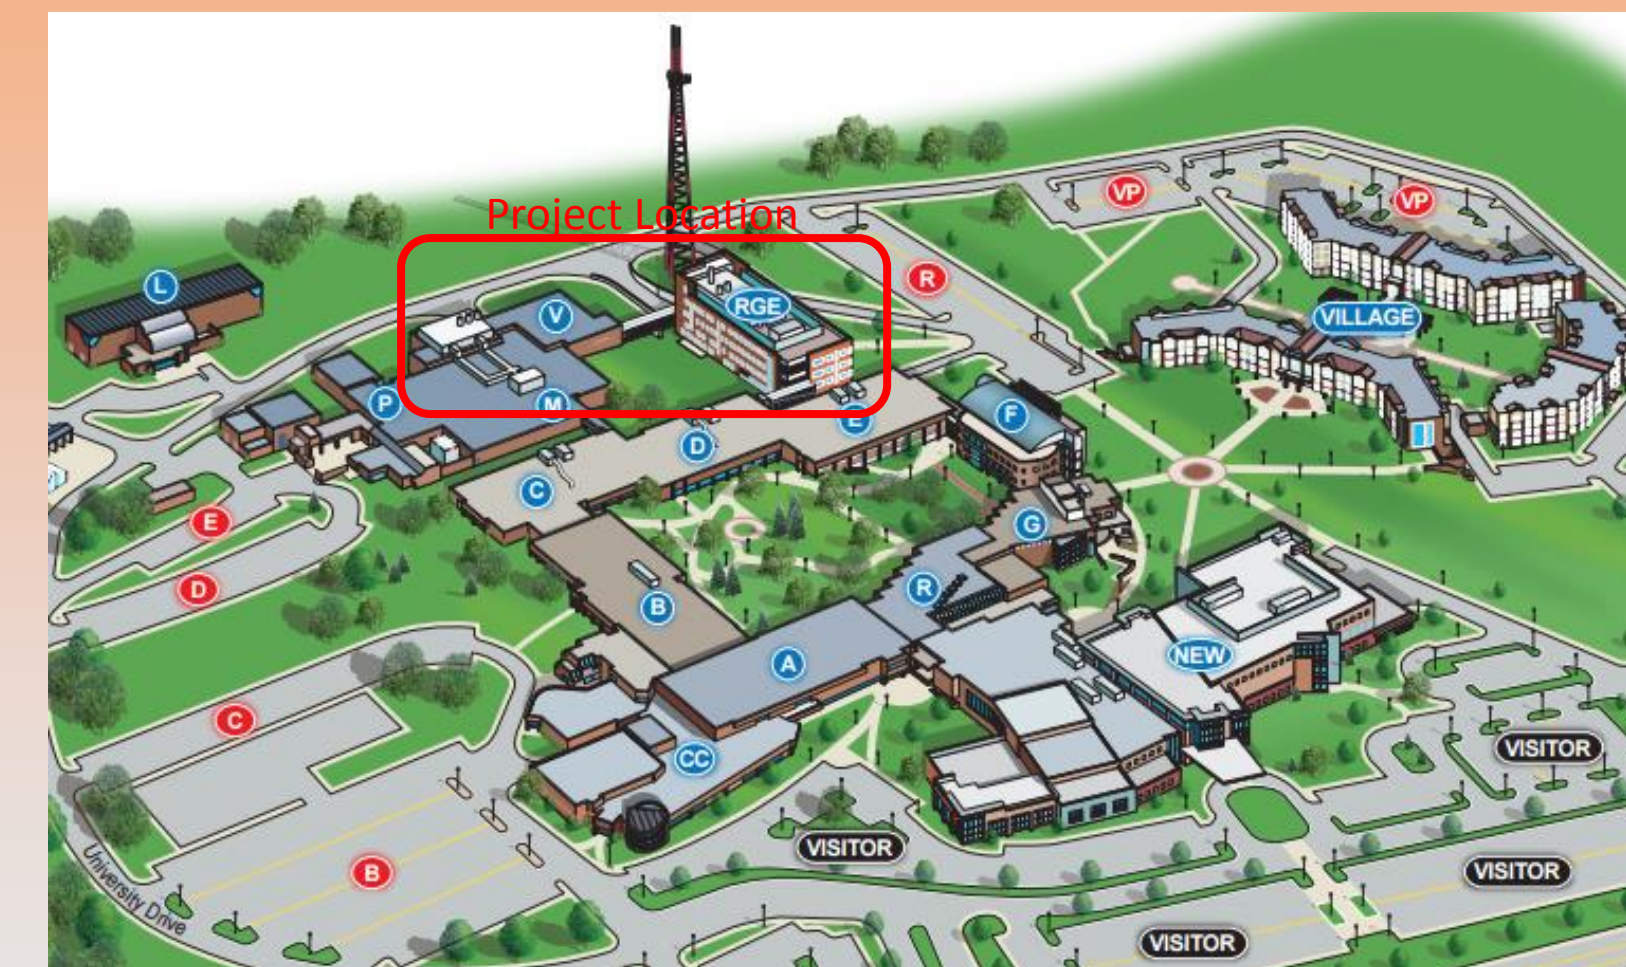 Project Location
VP
VP
L
R
RGE
V
VILLAGE
P
M
F
E
D
C
E
G
D
R
B
A
NEW
C
VISITOR
CC
VISITOR
B
VISITOR
University Drive
VISITOR